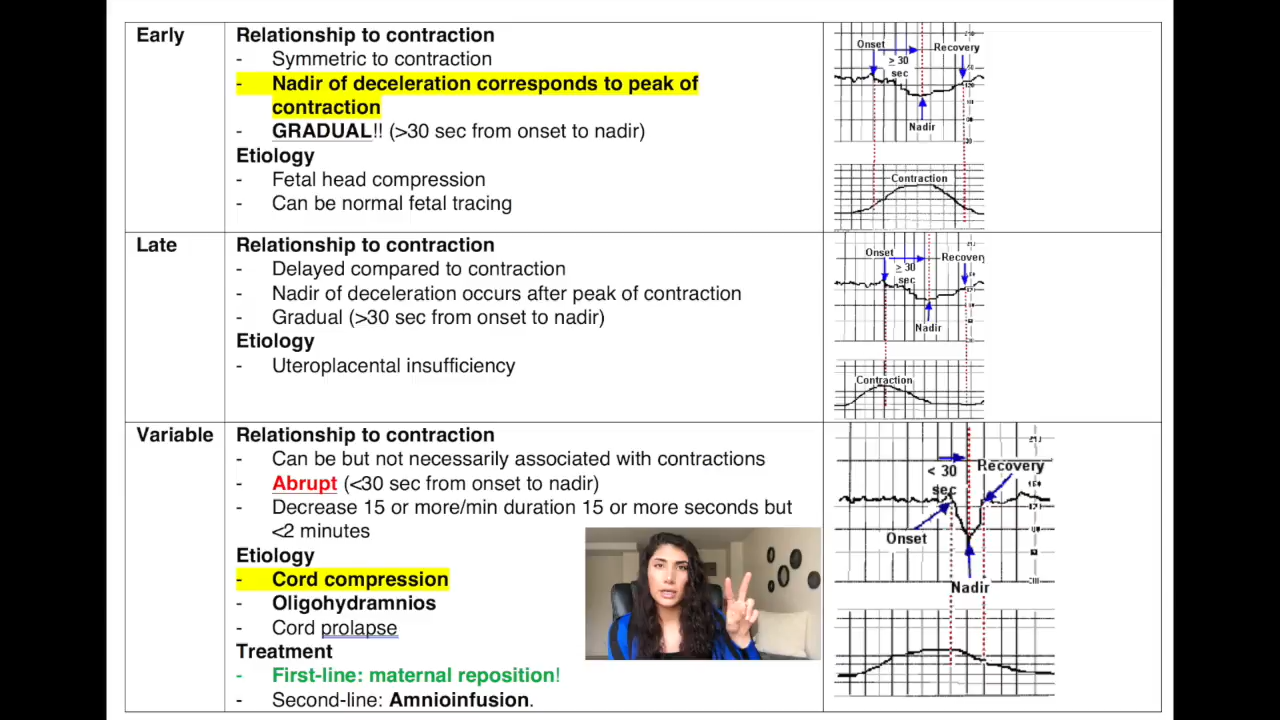 Early
Relationship to contraction
- Symmetric to contraction
- Nadir of deceleration corresponds to peak of
contraction
- GRADUAL!! (>30 sec from onset to nadir)
Etiology
- Fetal head compression
- Can be normal fetal tracing
Onset
Recovery
> 30
sec
Nadir
Contraction
Late
Relationship to contraction
- Delayed compared to contraction
- Nadir of deceleration occurs after peak of contraction
- Gradual (>30 sec from onset to nadir)
Etiology
- Uteroplacental insufficiency
Onset
Recovery
> 30
sec
Nadir
Contraction
Variable
Relationship to contraction
- Can be but not necessarily associated with contractions
- Abrupt (<30 sec from onset to nadir)
- Decrease 15 or more/min duration 15 or more seconds but
<2 minutes
Etiology
- Cord compression
- Oligohydramnios
- Cord prolapse
Treatment
- First-line: maternal reposition!
- Second-line: Amnioinfusion.
< 30
sec
Recovery
Onset
Nadir